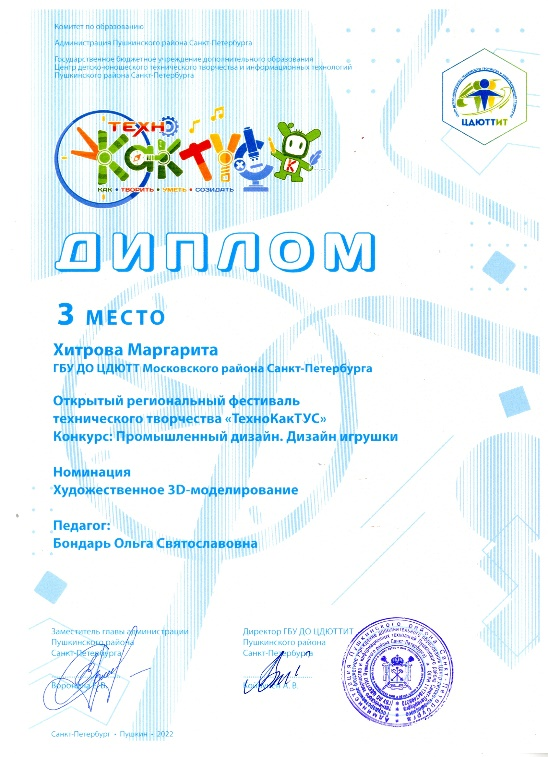 Комитет по образованию
Администрация Пушкинского района Санкт-Петербурга
Государственное бюджетное учреждение дополнительного образования
Центр детско-юношеского технического творчества и информационных технологий
Пушкинского района Санкт-Петербурга
ЦДЮТТИТ
ТЕХНО
КАКТУС
К
КАК • ТВОРИТЬ • УМЕТЬ • СОЗИДАТЬ
ДИПЛОМ
3 МЕСТО
Хитрова Маргарита
ГБУ ДО ЦДЮТТ Московского района Санкт-Петербурга
Открытый региональный фестиваль
технического творчества «ТехноКакТУС»
Конкурс: Промышленный дизайн. Дизайн игрушки
Номинация
Художественное 3D-моделирование
Педагог:
Бондарь Ольга Святославовна
Заместитель главы администрации
Пушкинского района
Санкт-Петербурга
Директор ГБУ ДО ЦДЮТТИТ
Пушкинского района
Санкт-Петербурга
А. В.
Санкт-Петербург • Пушкин • 2022